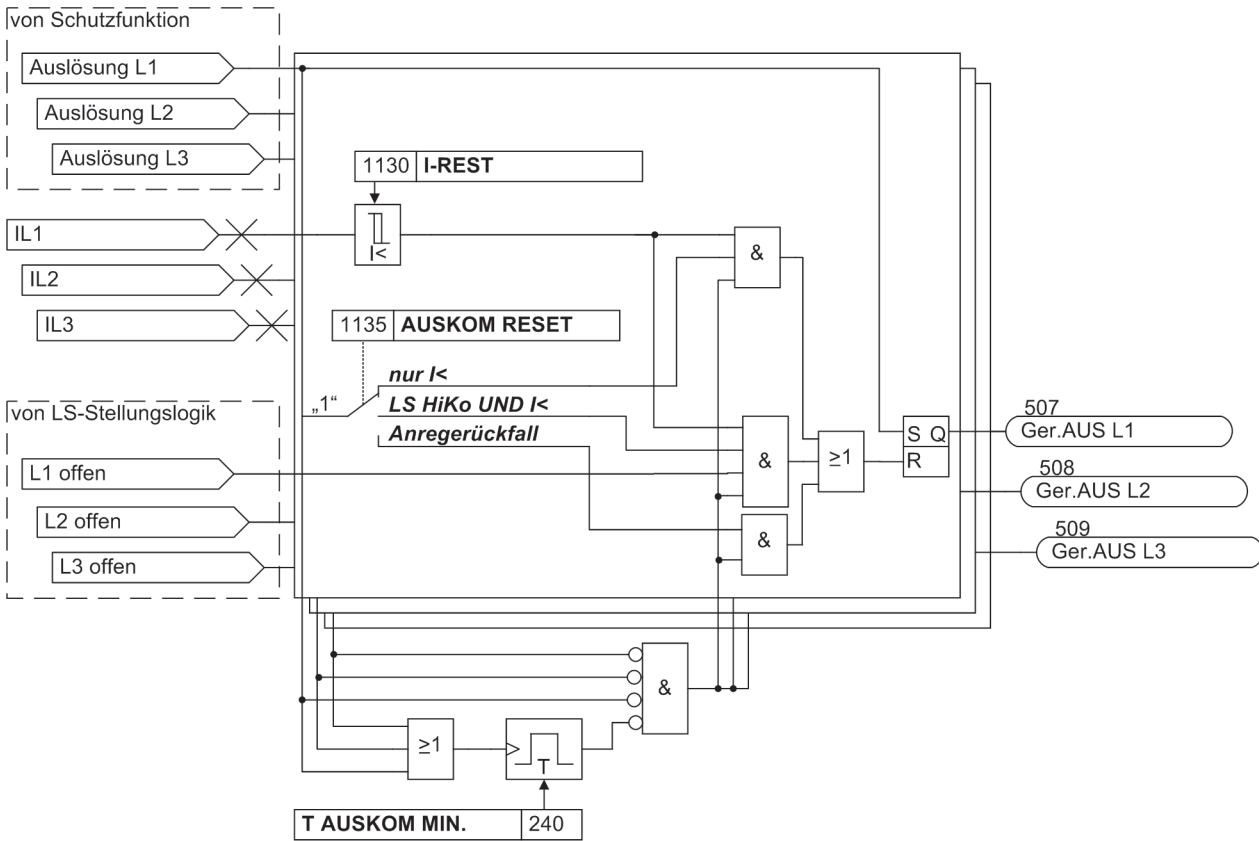 von Schutzfunktion
Auslösung L1
Auslösung L2
Auslösung L3
1130 I-REST
IL1
I<
&
IL2
IL3
1135 AUSKOM RESET
nur I<
„1“
LS HiKo UND I<
Anregerückfall
von LS-Stellungslogik
L1 offen
L2 offen
L3 offen
&
≥1
&
S Q
R
507
Ger.AUS L1
508
Ger.AUS L2
509
Ger.AUS L3
&
≥1
T
T AUSKOM MIN. 240